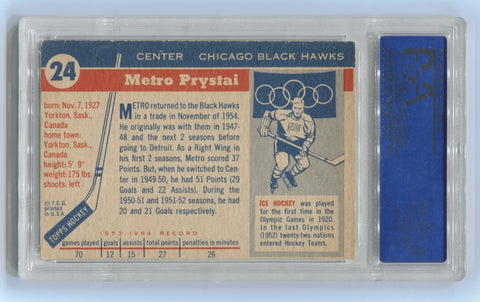 24
CENTER CHICAGO BLACK HAWKS
Metro Prystai
born: Nov. 7, 1927
Yorkton, Sask.,
Canada
home town:
Yorkton, Sask.,
Canada
height: 5' 9"
weight: 175 lbs.
shoots: left
© T.C.G.
printed in
U.S.A.
TOPPS HOCKEY
METRO returned to the Black Hawks
in a trade in November of 1954. He
originally was with them in 1947-
48 and the next 2 seasons before
going to Detroit. As a Right Wing in
his first 2 seasons, Metro scored 37
Points. But, when he switched to Cen-
ter in 1949-50, he had 51 Points (29
Goals and 22 Assists). During the
1950-51 and 1951-52 seasons, he had
20 and 21 Goals respectively.
ICE HOCKEY was played
for the first time in the
Olympic Games in 1920.
In the last Olympics
(1952) twenty-two nations
entered Hockey Teams.
1953-1954 RECORD
games played goals assists total points penalties in minutes
70 12 15 27 26
PSA